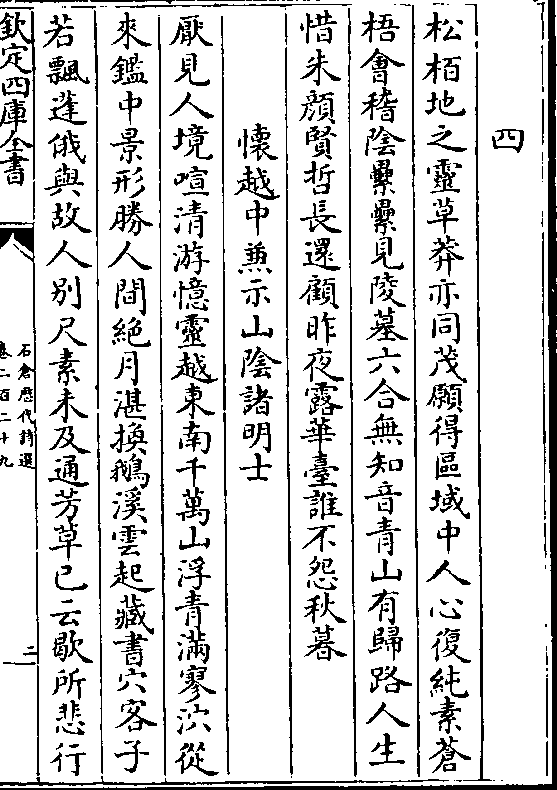 四
松栢地之靈草莽亦同茂願得區域中人心復純素蒼
梧會稽陰纍纍見陵墓六合無知音青山有歸路人生
惜朱顔賢哲長還顧昨夜露華臺誰不怨秋暮
懷越中兼示山陰諸明士
厭見人境喧清游憶靈越東南千萬山浮青滿寥泬從
來鑑中景形勝人間絶月湛換鵝溪雲起藏書穴客子
若飄蓬俄與故人別尺素未及通芳草已云歇所悲行
欽定四庫全書
石倉歷代詩選
卷二百二十九
二